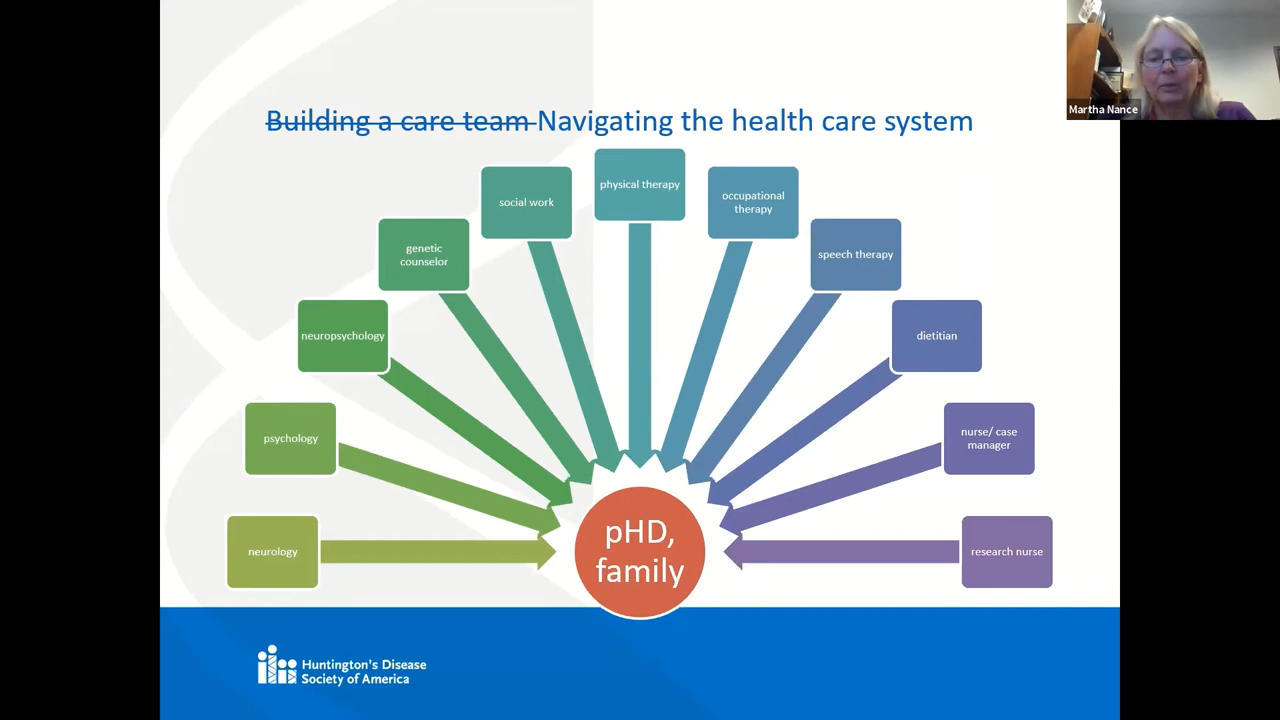 Martha Nance
Building a care team Navigating the health care system
physical therapy
social work
occupational
therapy
genetic
counselor
speech therapy
neuropsychology
dietitian
psychology
nurse/ case
manager
neurology
pHD,
family
research nurse
Huntington's Disease
Society of America